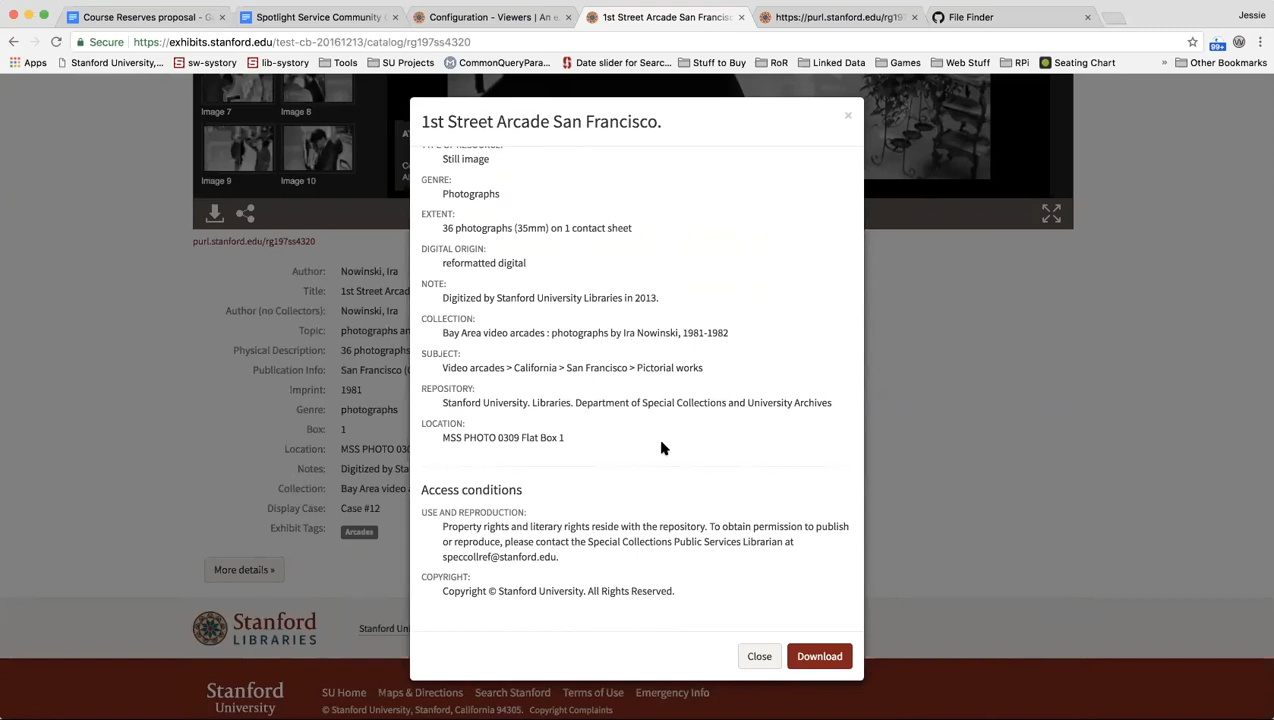 Course Reserves proposal - G
Spotlight Service Community
Configuration - Viewers | An e
1st Street Arcade San Francisc
https://purl.stanford.edu/rg197
File Finder
Jessie
Secure
https://exhibits.stanford.edu/test-cb-20161213/catalog/rg197ss4320
99+
Apps
Stanford University,...
sw-systory
lib-systory
Tools
SU Projects
CommonQueryPara...
Date slider for Searc...
Stuff to Buy
RoR
Linked Data
Games
Web Stuff
RPi
Seating Chart
»
Other Bookmarks
Image 7
Image 8
Image 9
Image 10
purl.stanford.edu/rg197ss4320
Author: Nowinski, Ira
Title: 1st Street Arcad
Author (no Collectors): Nowinski, Ira
Topic: photographs an
Physical Description: 36 photographs
Publication Info: San Francisco (C
Imprint: 1981
Genre: photographs
Box: 1
Location: MSS PHOTO 030
Notes: Digitized by Sta
Collection: Bay Area video a
Display Case: Case #12
Exhibit Tags: Arcades
More details »
1st Street Arcade San Francisco.
×
TYPE OF RESOURCE:
Still image
GENRE:
Photographs
EXTENT:
36 photographs (35mm) on 1 contact sheet
DIGITAL ORIGIN:
reformatted digital
NOTE:
Digitized by Stanford University Libraries in 2013.
COLLECTION:
Bay Area video arcades : photographs by Ira Nowinski, 1981-1982
SUBJECT:
Video arcades > California > San Francisco > Pictorial works
REPOSITORY:
Stanford University. Libraries. Department of Special Collections and University Archives
LOCATION:
MSS PHOTO 0309 Flat Box 1
Access conditions
USE AND REPRODUCTION:
Property rights and literary rights reside with the repository. To obtain permission to publish
or reproduce, please contact the Special Collections Public Services Librarian at
speccollref@stanford.edu.
COPYRIGHT:
Copyright © Stanford University. All Rights Reserved.
Close
Download
Stanford
LIBRARIES
Stanford Un
Stanford
University
SU Home
Maps & Directions
Search Stanford
Terms of Use
Emergency Info
© Stanford University, Stanford, California 94305.
Copyright Complaints